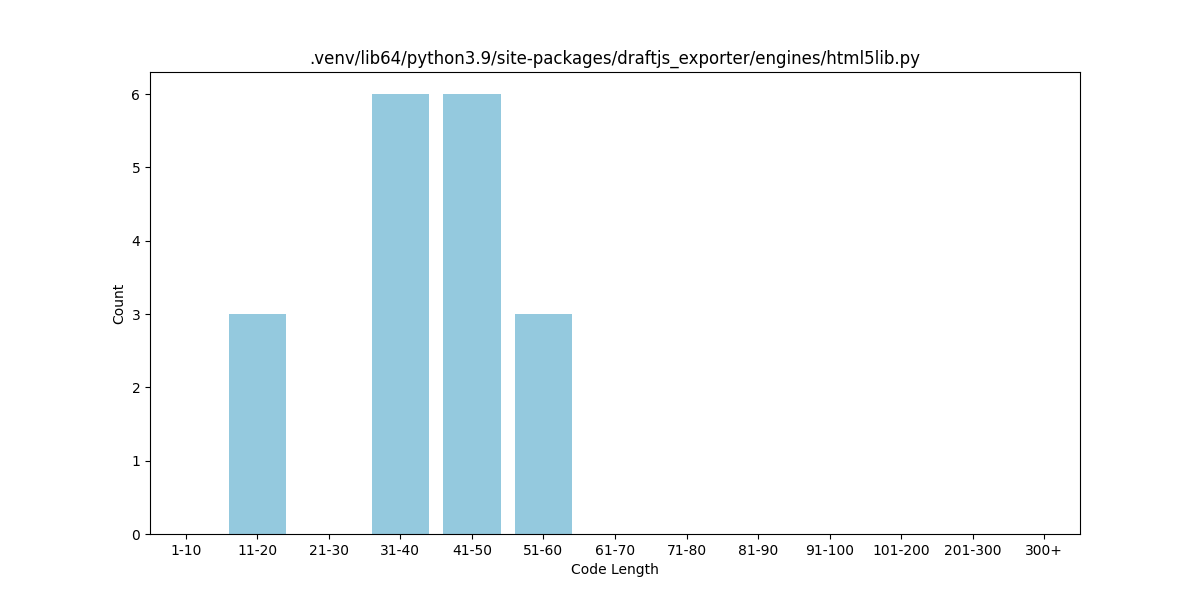 .venv/lib64/python3.9/site-packages/draftjs_exporter/engines/html5lib.py
6
5
4
3
2
1
0
Count
1-10 11-20 21-30 31-40 41-50 51-60 61-70 71-80 81-90 91-100 101-200 201-300 300+
Code Length